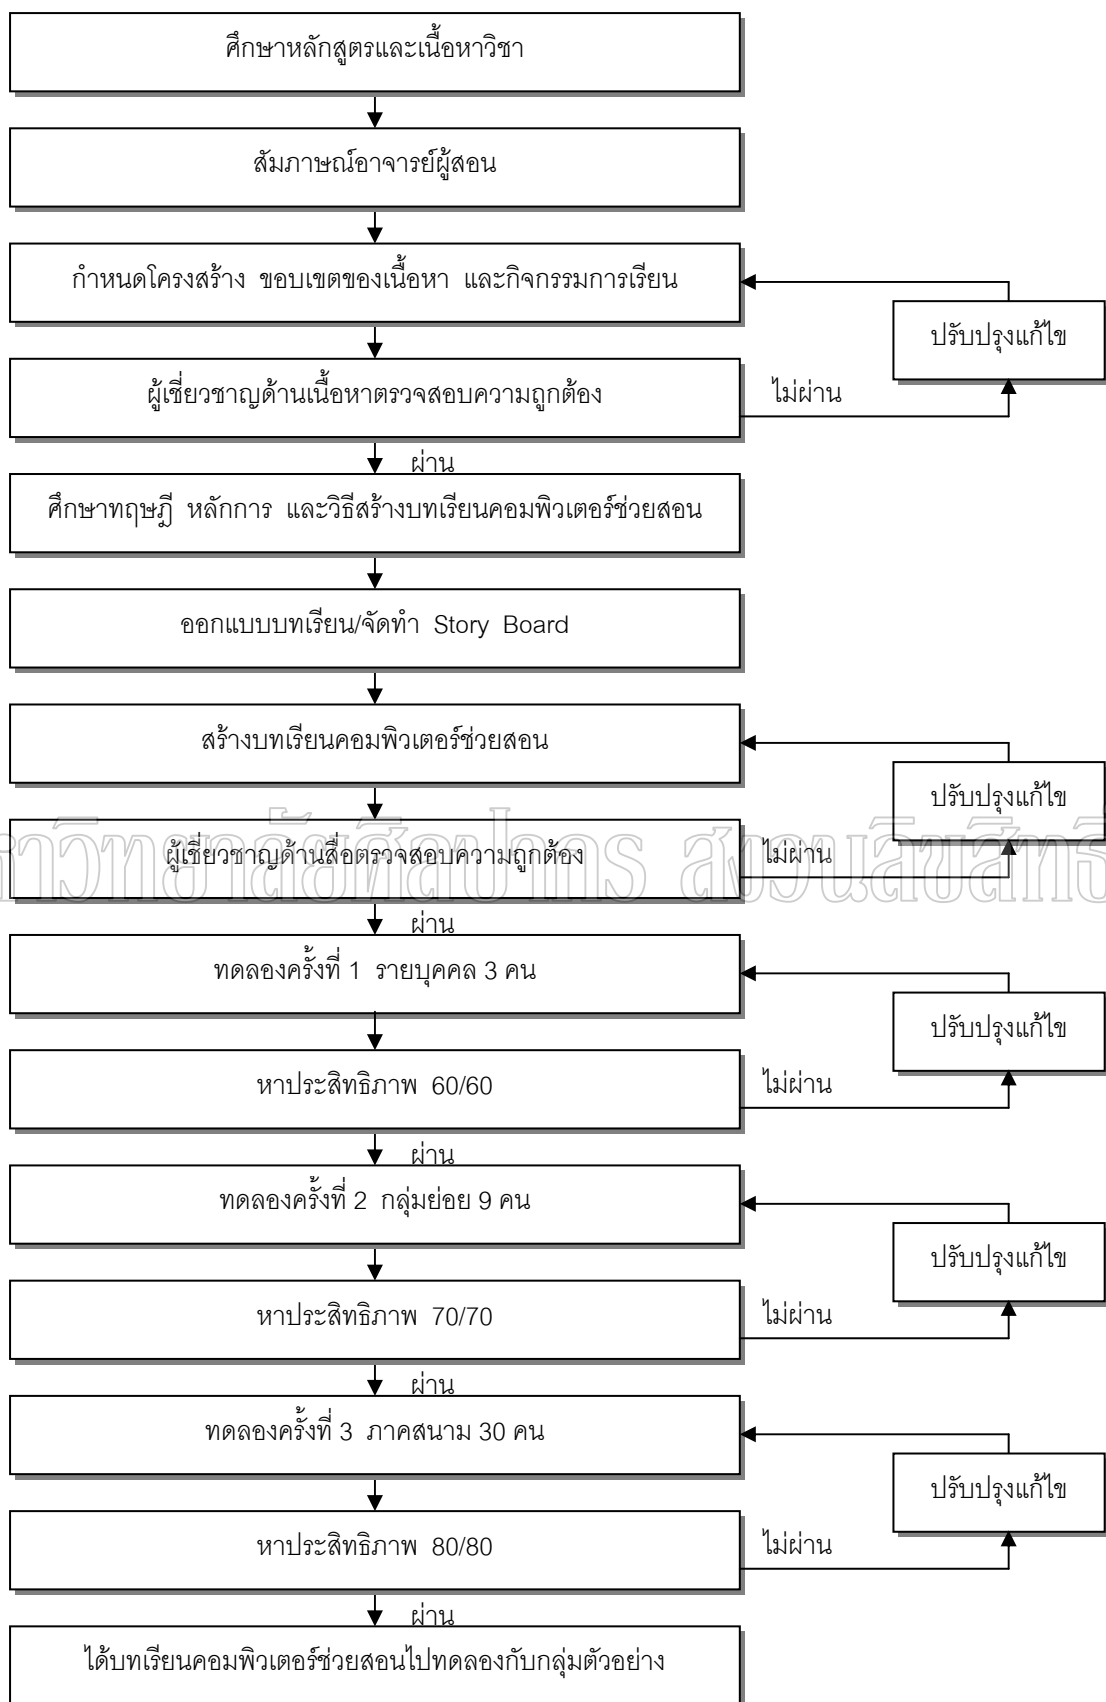 ศึกษาหลักสูตรและเนื้อหาวิชา
สัมภาษณ์อาจารย์ผู้สอน
กำหนดโครงสร้าง ขอบเขตของเนื้อหา และกิจกรรมการเรียน
ปรับปรุงแก้ไข
ผู้เชี่ยวชาญด้านเนื้อหาตรวจสอบความถูกต้อง
ไม่ผ่าน
ผ่าน
ศึกษาทฤษฎี หลักการ และวิธีสร้างบทเรียนคอมพิวเตอร์ช่วยสอน
ออกแบบบทเรียน/จัดทำ Story Board
สร้างบทเรียนคอมพิวเตอร์ช่วยสอน
ปรับปรุงแก้ไข
ผู้เชี่ยวชาญด้านสื่อตรวจสอบความถูกต้อง
ไม่ผ่าน
มหาวิทยาลัยศิลปากร สงวนลิขสิทธิ์
ผ่าน
ทดลองครั้งที่ 1 รายบุคคล 3 คน
ปรับปรุงแก้ไข
หาประสิทธิภาพ 60/60
ไม่ผ่าน
ผ่าน
ทดลองครั้งที่ 2 กลุ่มย่อย 9 คน
ปรับปรุงแก้ไข
หาประสิทธิภาพ 70/70
ไม่ผ่าน
ผ่าน
ทดลองครั้งที่ 3 ภาคสนาม 30 คน
ปรับปรุงแก้ไข
หาประสิทธิภาพ 80/80
ไม่ผ่าน
ผ่าน
ได้บทเรียนคอมพิวเตอร์ช่วยสอนไปทดลองกับกลุ่มตัวอย่าง